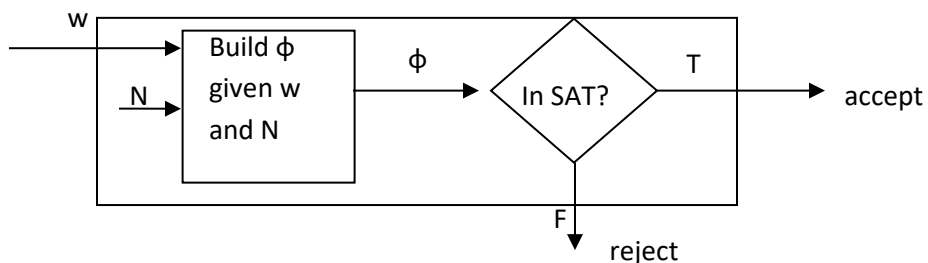 w
Build ϕ
given w
and N
N
ϕ
In SAT?
T
accept
F
reject